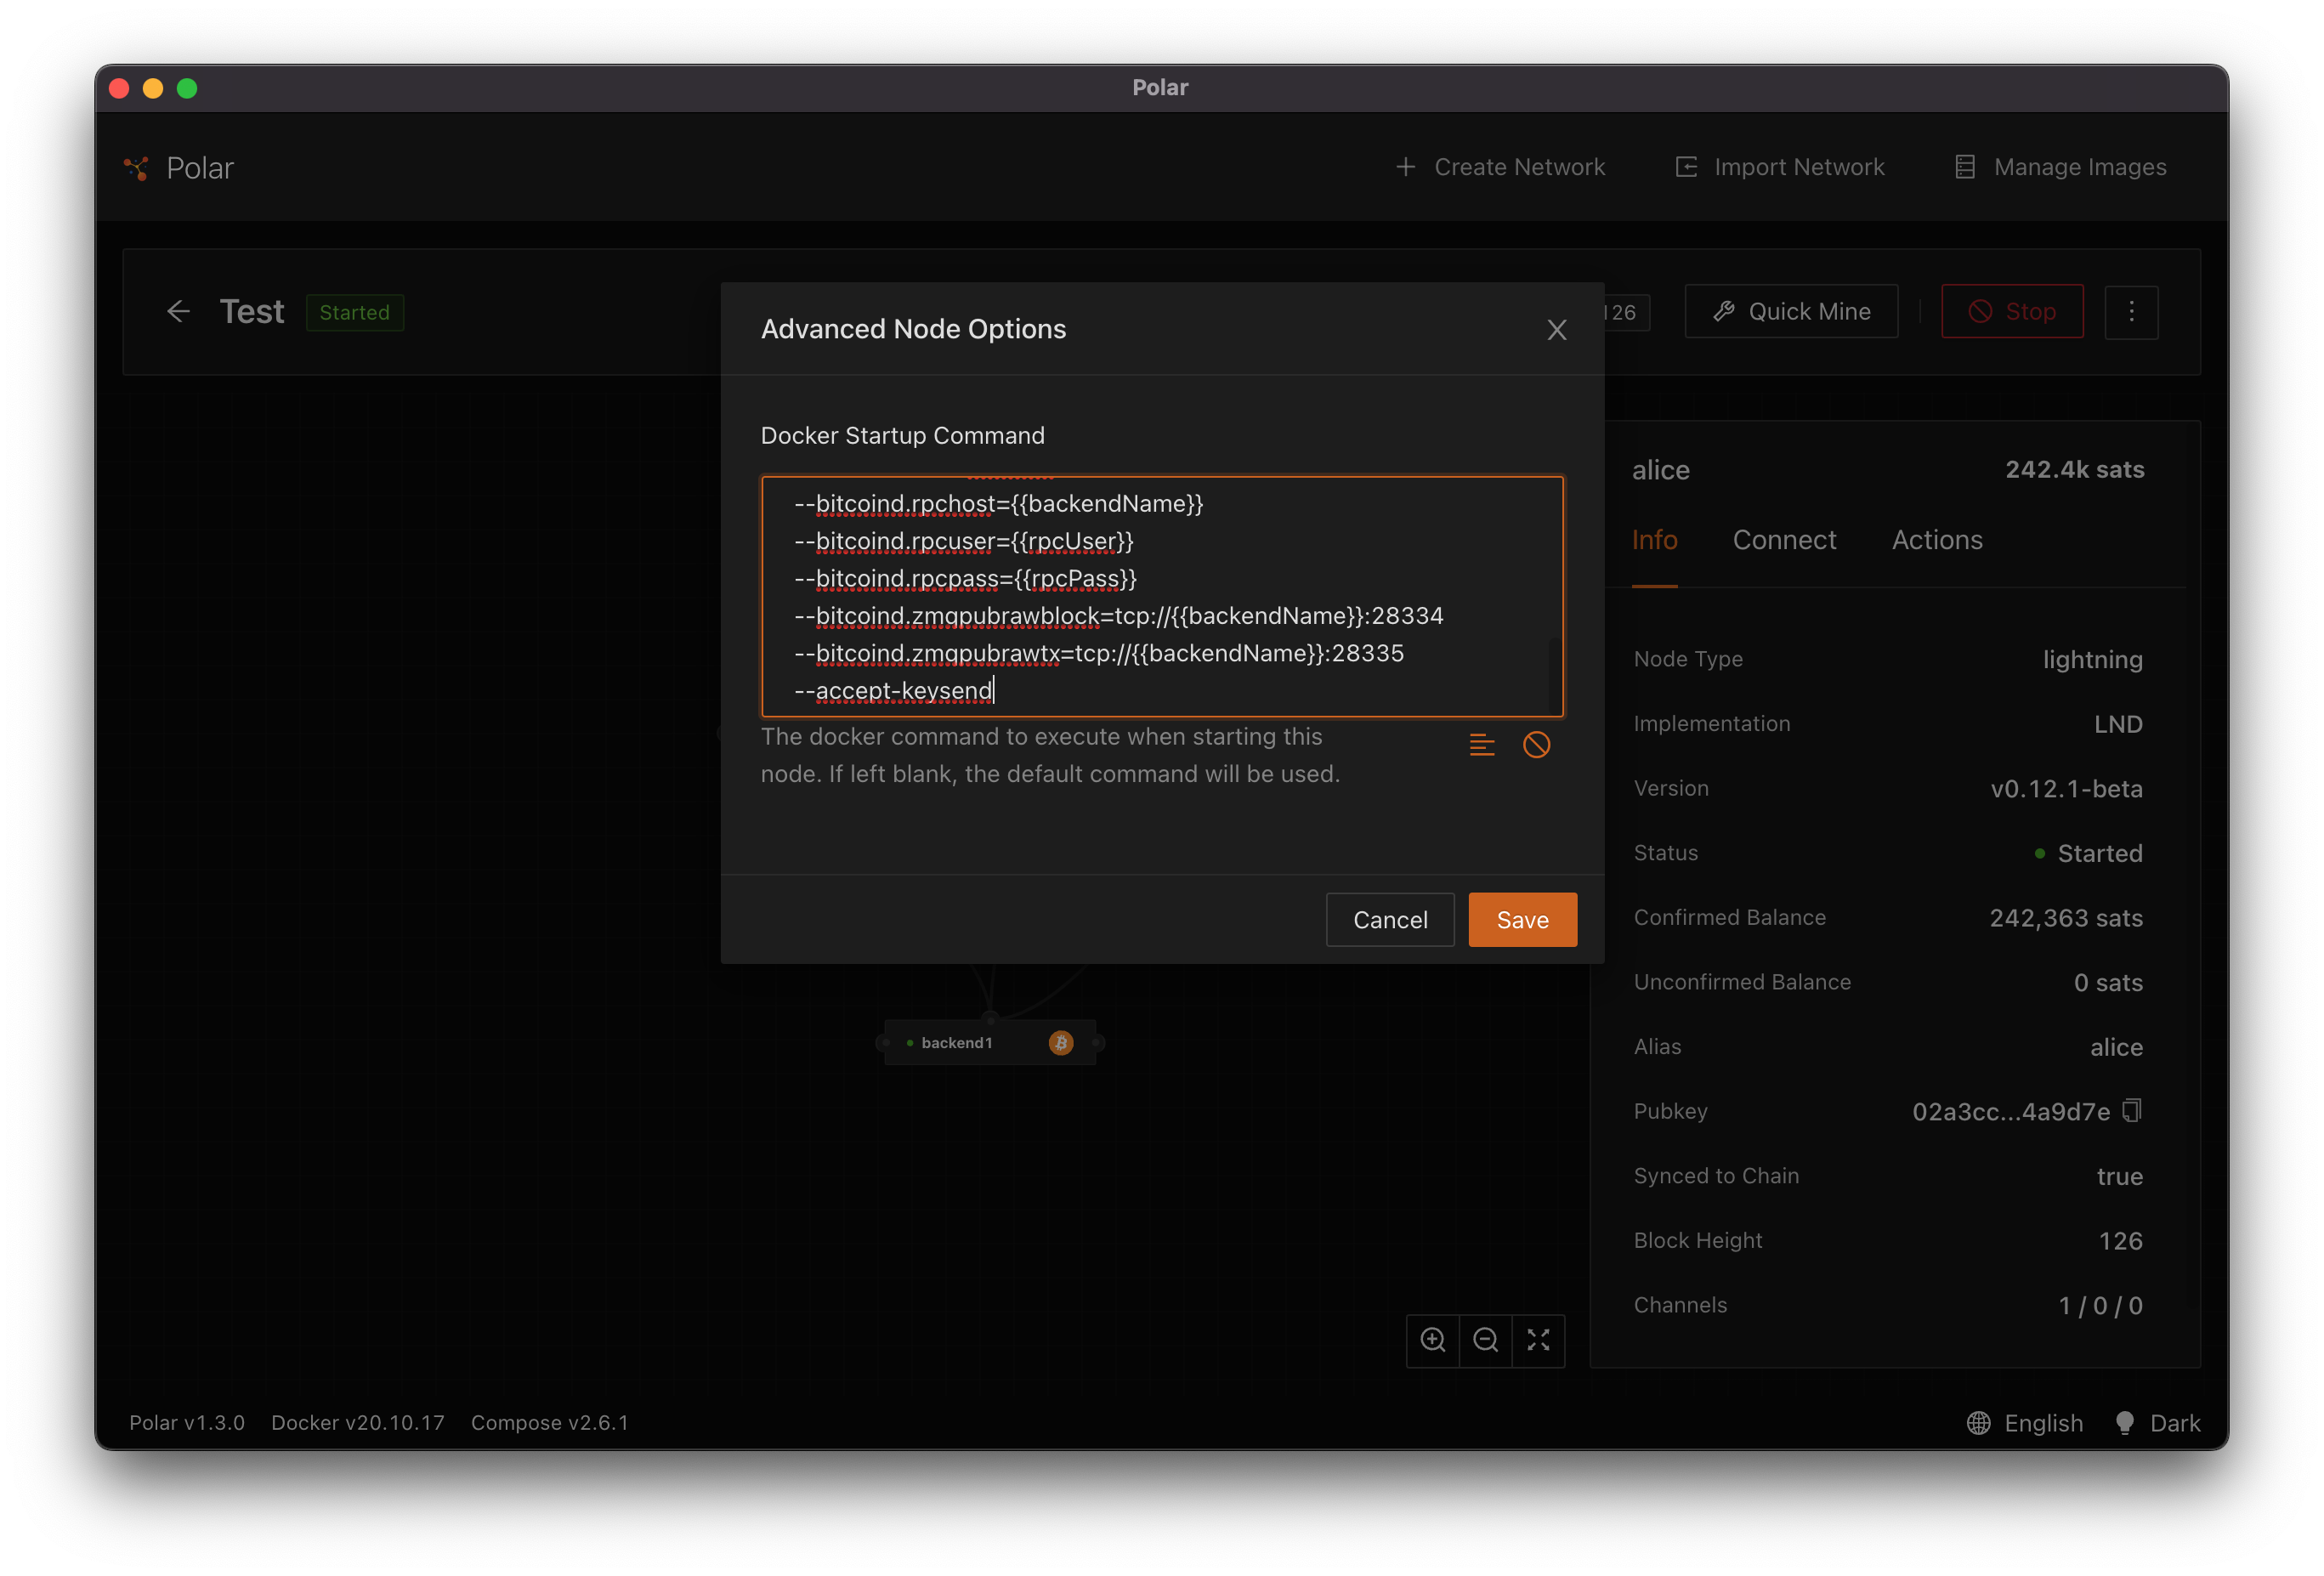 Polar
Polar
Create Network
Import Network
Manage Images
Test
Started
126
Quick Mine
Stop
Advanced Node Options
Docker Startup Command
--bitcoind.rpchost={{backendName}}
--bitcoind.rpcuser={{rpcUser}}
--bitcoind.rpcpass={{rpcPass}}
--bitcoind.zmqpubrawblock=tcp://{{backendName}}:28334
--bitcoind.zmqpubrawtx=tcp://{{backendName}}:28335
--accept-keysend
The docker command to execute when starting this
node. If left blank, the default command will be used.
Cancel
Save
backend1
alice 242.4k sats
Info Connect Actions
Node Type lightning
Implementation LND
Version v0.12.1-beta
Status Started
Confirmed Balance 242,363 sats
Unconfirmed Balance 0 sats
Alias alice
Pubkey 02a3cc...4a9d7e
Synced to Chain true
Block Height 126
Channels 1 / 0 / 0
Polar v1.3.0 Docker v20.10.17 Compose v2.6.1
English
Dark